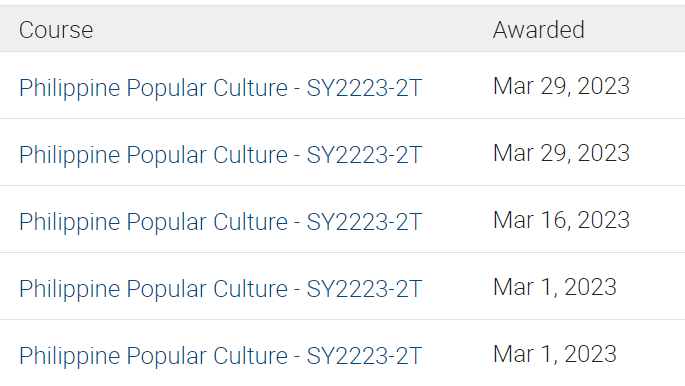 Course Awarded
Philippine Popular Culture - SY2223-2T Mar 29, 2023
Philippine Popular Culture - SY2223-2T Mar 29, 2023
Philippine Popular Culture - SY2223-2T Mar 16, 2023
Philippine Popular Culture - SY2223-2T Mar 1, 2023
Philippine Popular Culture - SY2223-2T Mar 1, 2023